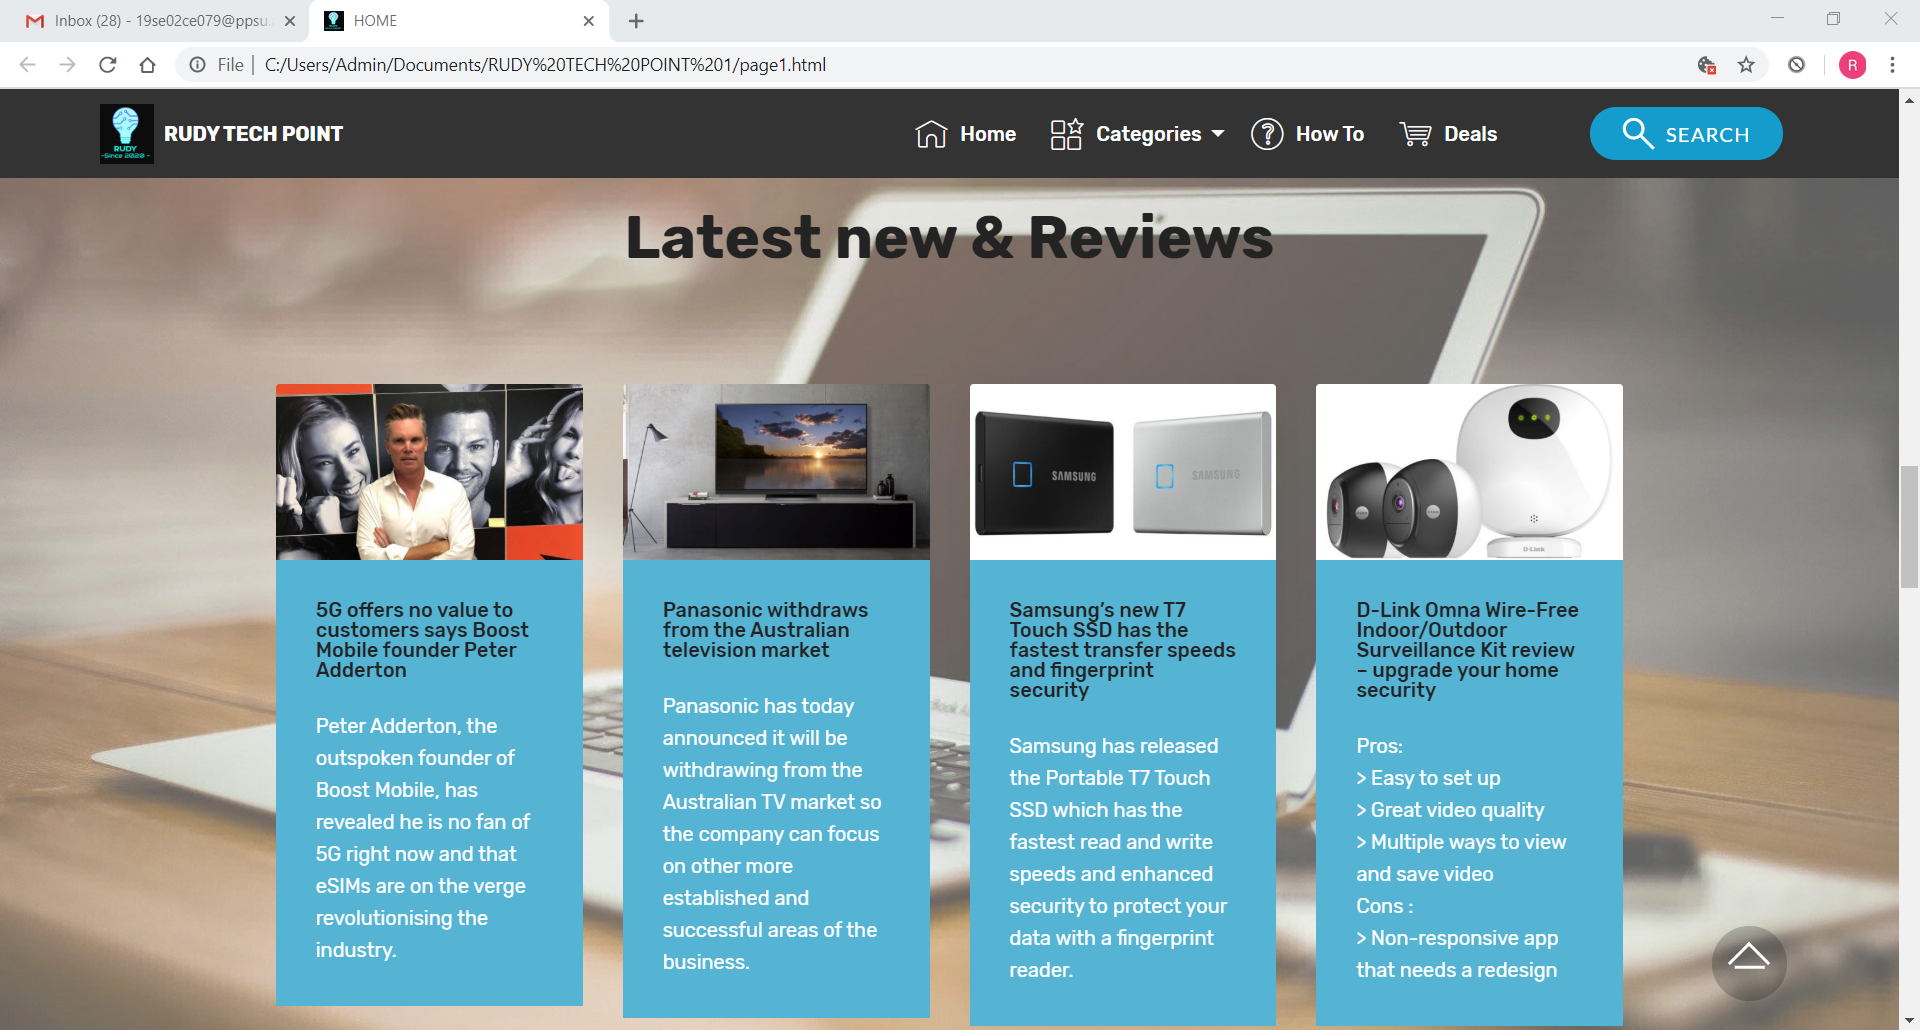 Inbox (28) - 19se02ce079@ppsu.
HOME
File
C:/Users/Admin/Documents/RUDY%20TECH%20POINT%201/page1.html
R
RUDY
-Since 2020 -
RUDY TECH POINT
Home
Categories
? How To
Deals
SEARCH
Latest new & Reviews
SAMSUNG
SAMSUNG
D-Link
5G offers no value to
customers says Boost
Mobile founder Peter
Adderton
Peter Adderton, the
outspoken founder of
Boost Mobile, has
revealed he is no fan of
5G right now and that
eSIMs are on the verge
revolutionising the
industry.
Panasonic withdraws
from the Australian
television market
Panasonic has today
announced it will be
withdrawing from the
Australian TV market so
the company can focus
on other more
established and
successful areas of the
business.
Samsung’s new T7
Touch SSD has the
fastest transfer speeds
and fingerprint
security
Samsung has released
the Portable T7 Touch
SSD which has the
fastest read and write
speeds and enhanced
security to protect your
data with a fingerprint
reader.
D-Link Omna Wire-Free
Indoor/Outdoor
Surveillance Kit review
– upgrade your home
security
Pros:
> Easy to set up
> Great video quality
> Multiple ways to view
and save video
Cons :
> Non-responsive app
that needs a redesign